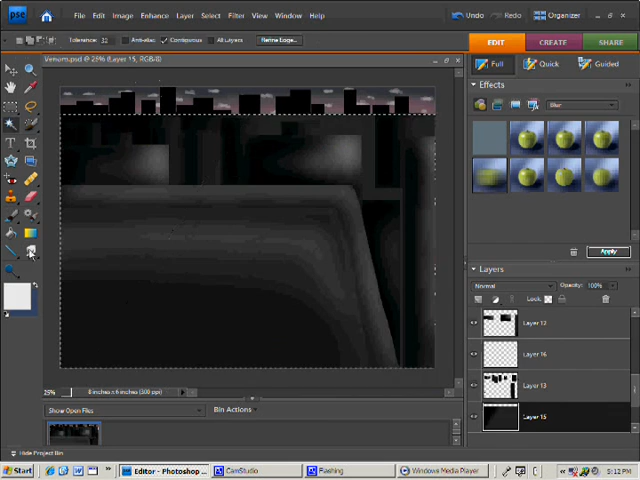 pse File Edit Image Enhance Layer Select Filter View Window Help Undo Redo Organizer
Tolerance: 32 Anti-alias Contiguous All Layers Refine Edge... EDIT CREATE SHARE
Venom.psd @ 25% (Layer 15, RGB/8)
Full Quick Guided
Effects
Blur
Apply
Layers
Normal Opacity: 100%
Lock:
Layer 12
Layer 16
Layer 13
Layer 15
25% 8 inches x 6 inches (300 ppi)
Show Open Files Bin Actions
Hide Project Bin
Start Editor - Photoshop ... CamStudio Flashing Windows Media Player 5:12 PM